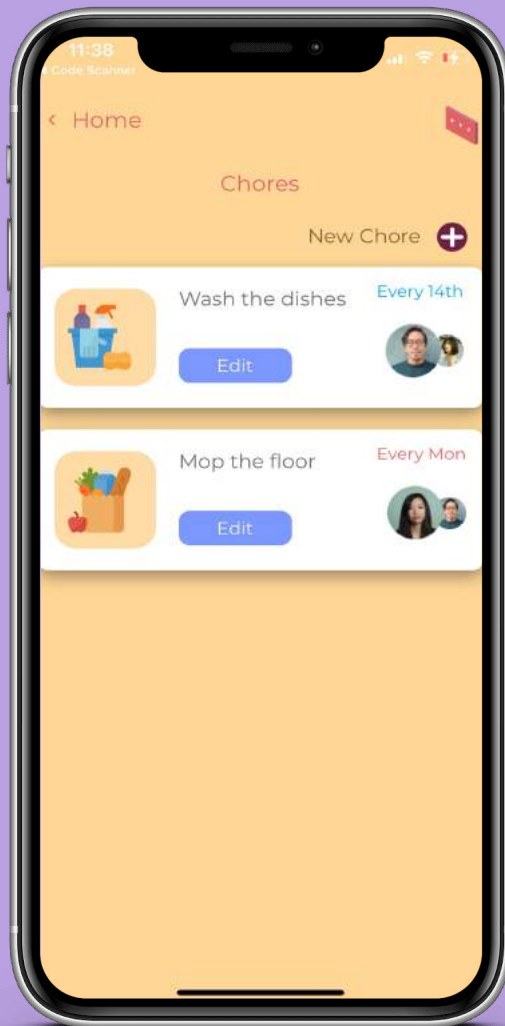 11:38
Code Scanner
Home
Chores
New Chore
Wash the dishes
Every 14th
Edit
Mop the floor
Every Mon
Edit